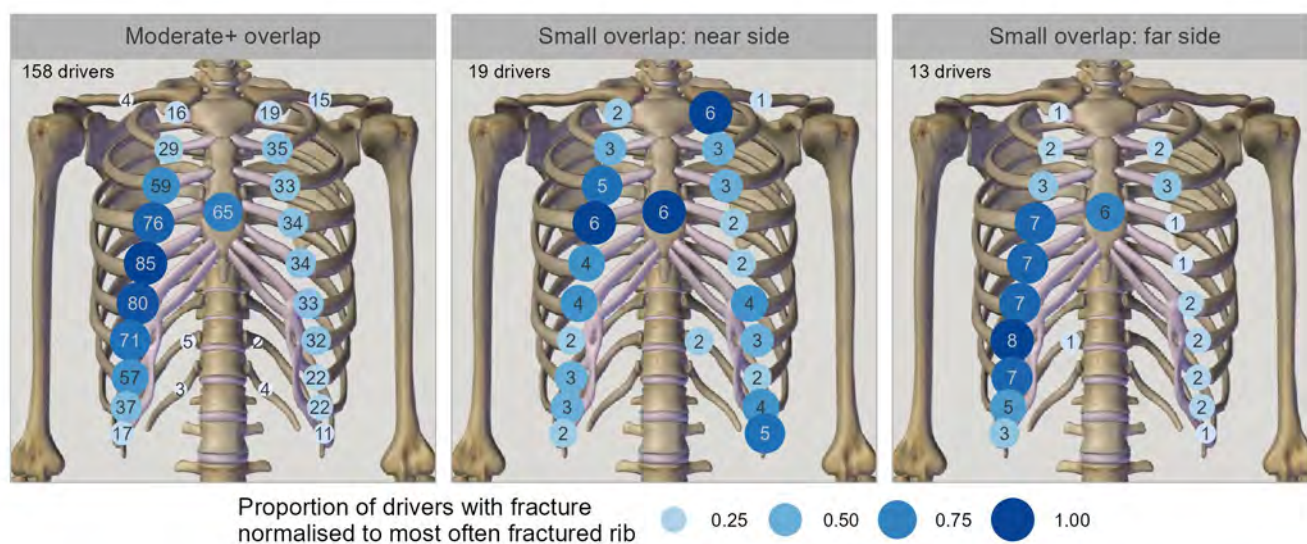 Moderate+ overlap
158 drivers
4 15
16 19
29 35
59 33
76 65 34
85 34
80 33
71 5 2 32
57 3 4 22
37 22
17 11
Small overlap: near side
19 drivers
1
2 6
3 3
5 3
6 6 2
4 2
4 4
2 2 3
3 2
3 4
2 5
Small overlap: far side
13 drivers
1
2 2
3 3
7 6 1
7 1
7 2
8 1 2
7 2
5 2
3 1
Proportion of drivers with fracture
normalised to most often fractured rib
0.25 0.50 0.75 1.00